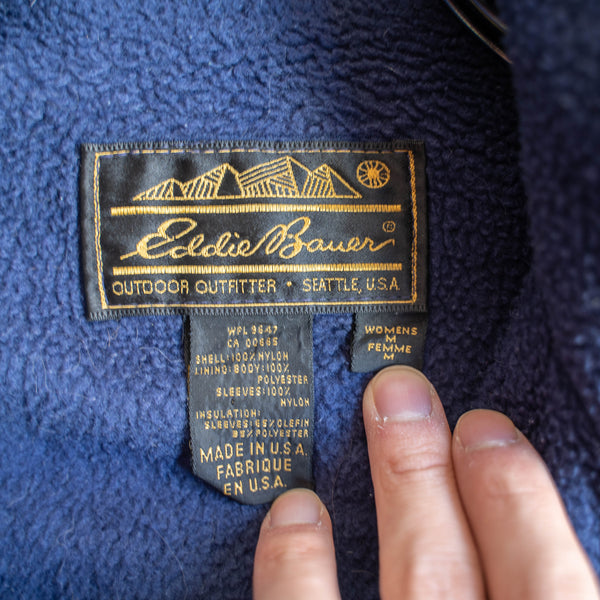 Eddie Bauer ®
OUTDOOR OUTFITTER • SEATTLE, U.S.A.
WPL 9647
CA 00665
SHELL: 100% NYLON
LINING: BODY: 100%
POLYESTER
SLEEVES: 100%
NYLON
INSULATION:
SLEEVES: 65% OLEFIN
35% POLYESTER
MADE IN U.S.A.
FABRIQUE
EN U.S.A.
WOMENS
M
FEMME
M